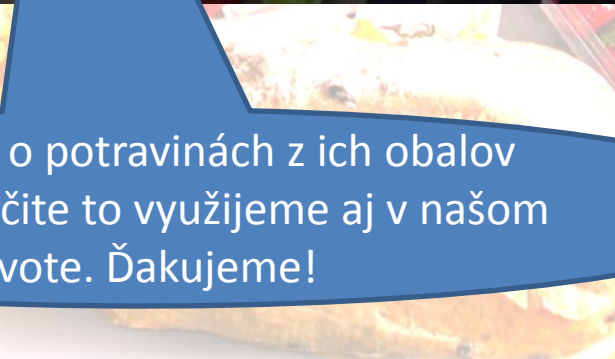 o potravinách z ich obalov
čite to využijeme aj v našom
vote. Ďakujeme!